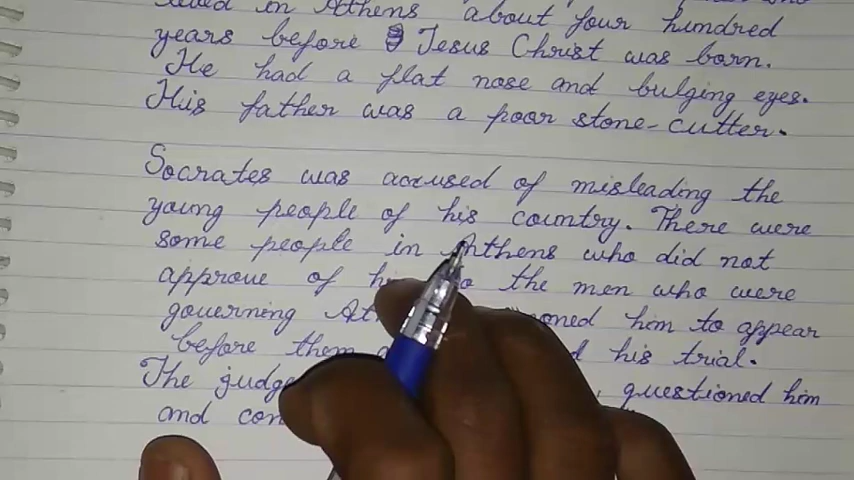 lived in Athens about four hundred
years before Jesus Christ was born.
He had a flat nose and bulging eyes.
His father was a poor stone-cutter.
Socrates was accused of misleading the
young people of his country. There were
some people in Athens who did not
approve of the men who were
governing him to appear
before them his trial.
The questioned him
and